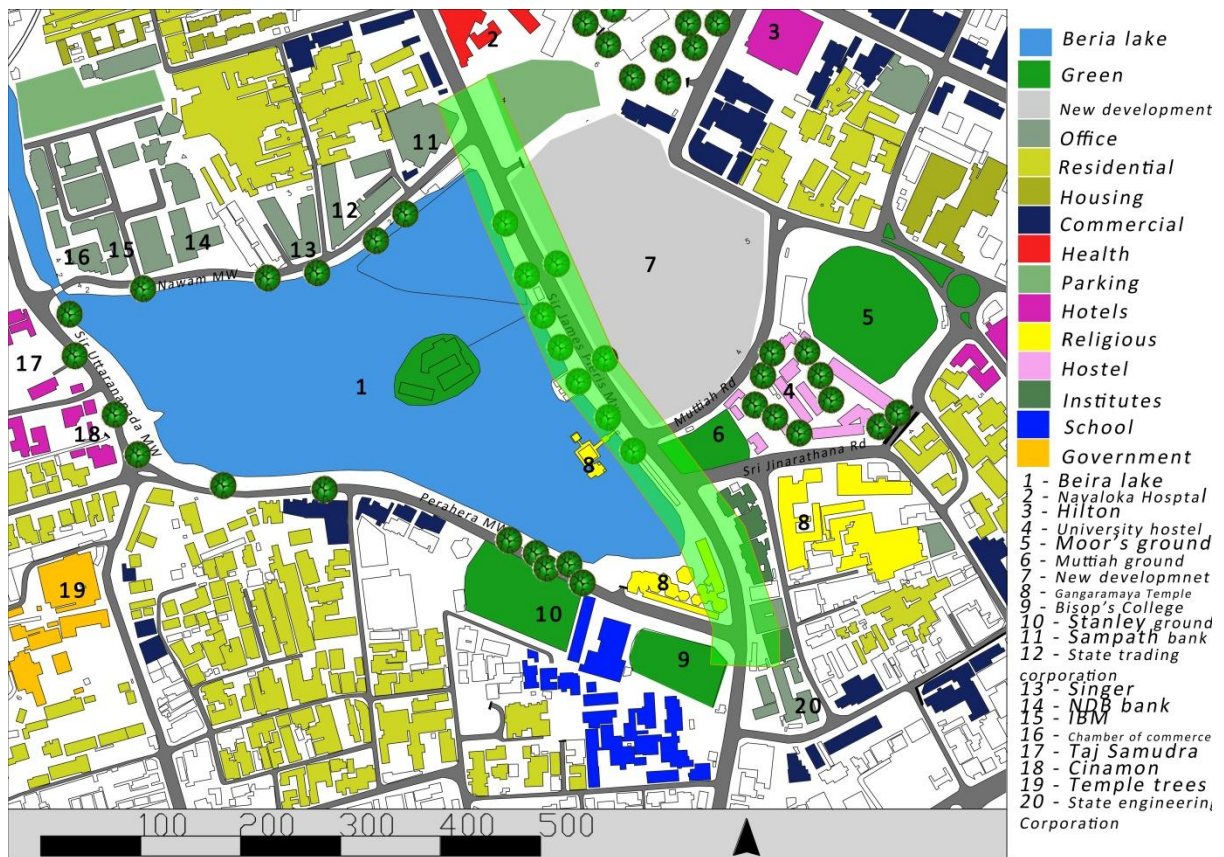 2
3
11
12
13
14
15
16
Nawam MW
7
5
17
18
Sir Uttaramanada MW
1
Sir James Pieris MW
Muttiah Rd
4
6
Sri Jinarathana Rd
8
8
Perahera MW
8
19
10
9
20
100 200 300 400 500
Beria lake
Green
New development
Office
Residential
Housing
Commercial
Health
Parking
Hotels
Religious
Hostel
Institutes
School
Government
1 - Beira lake
2 - Navaloka Hosptal
3 - Hilton
4 - University hostel
5 - Moor's ground
6 - Muttiah ground
7 - New developmnet
8 - Gangaramaya Temple
9 - Bisop's College
10 - Stanley ground
11 - Sampath bank
12 - State trading
corporation
13 - Singer
14 - NDB bank
15 - IBM
16 - Chamber of commerce
17 - Taj Samudra
18 - Cinamon
19 - Temple trees
20 - State engineering
Corporation